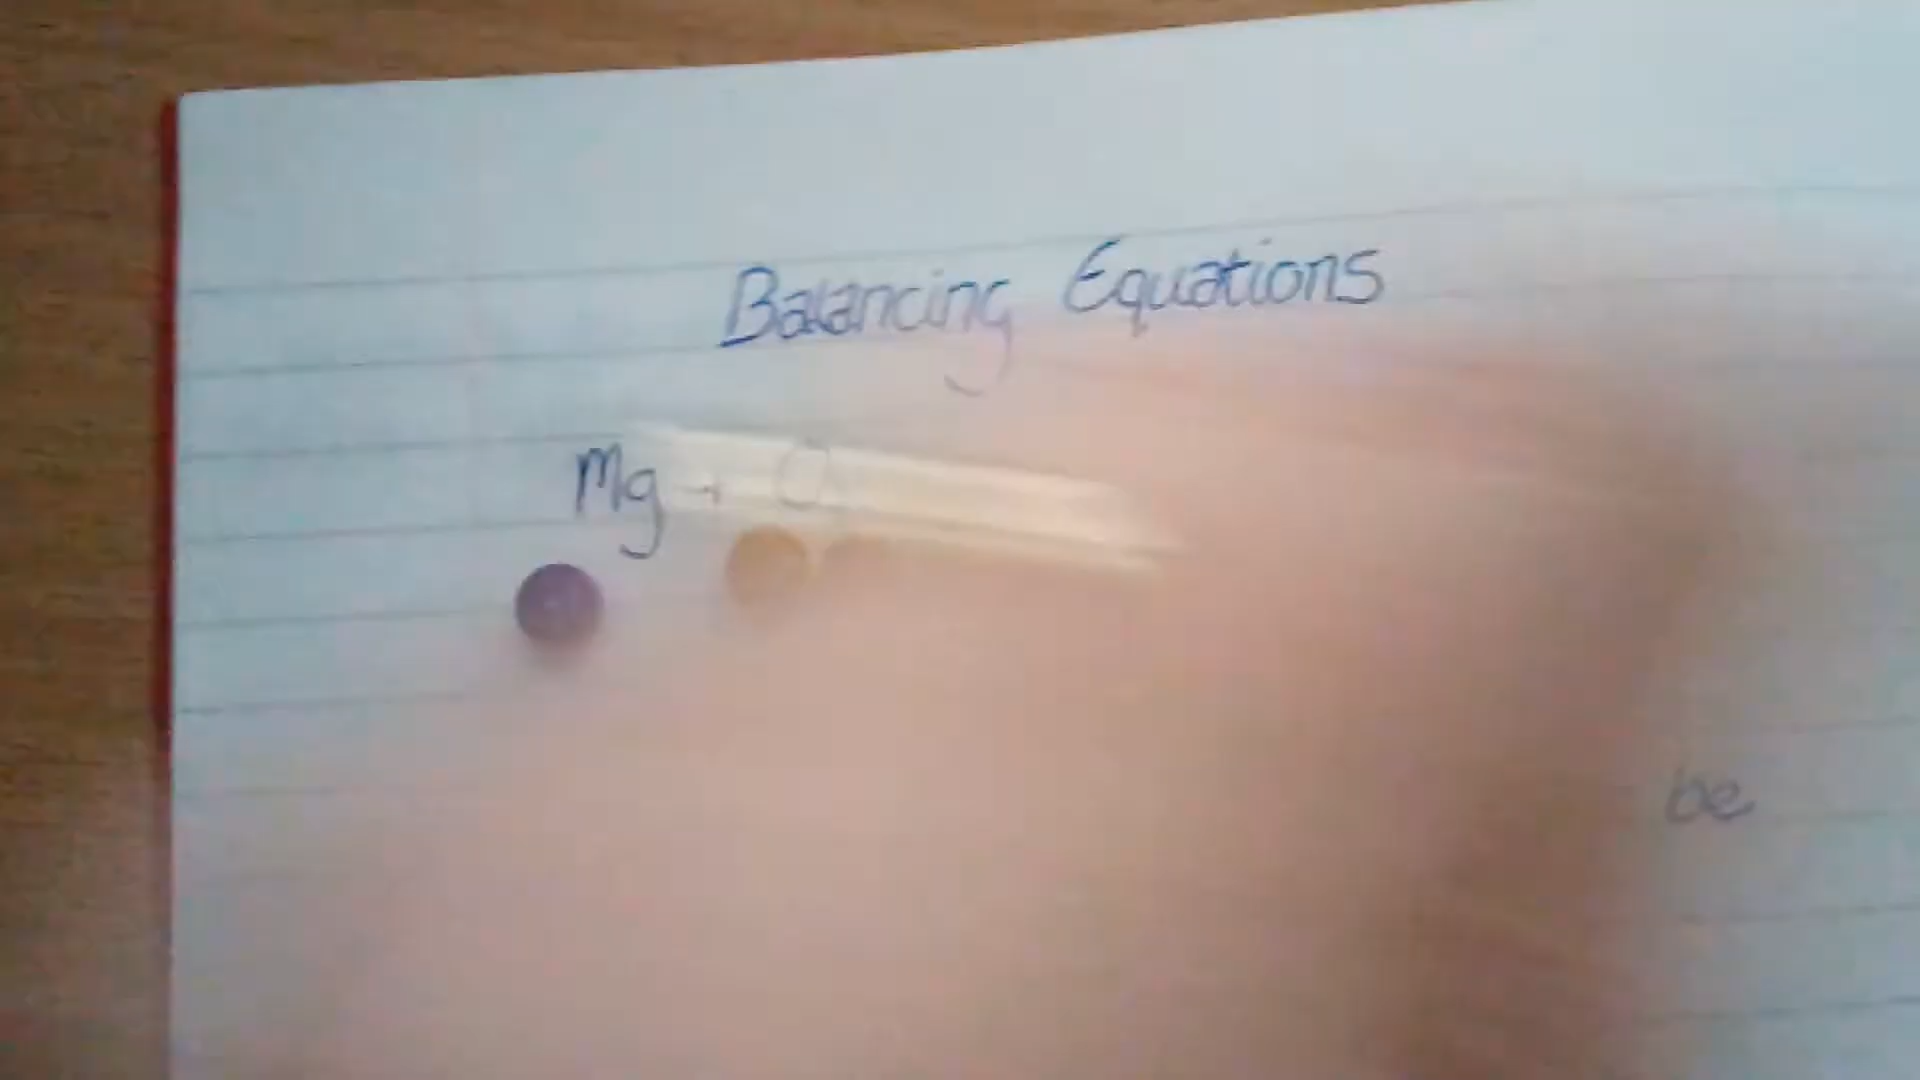 Balancing Equations
Mg + O
be